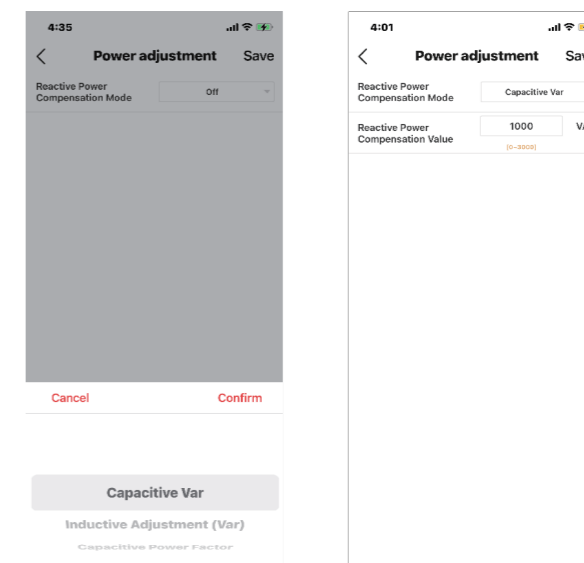 4:35
Power adjustment Save
Reactive Power
Compensation Mode
Off
Cancel Confirm
Capacitive Var
Inductive Adjustment (Var)
Capacitive Power Factor
4:01
Power adjustment Sav
Reactive Power
Compensation Mode
Capacitive Var
Reactive Power
Compensation Value
1000
[0~3000]